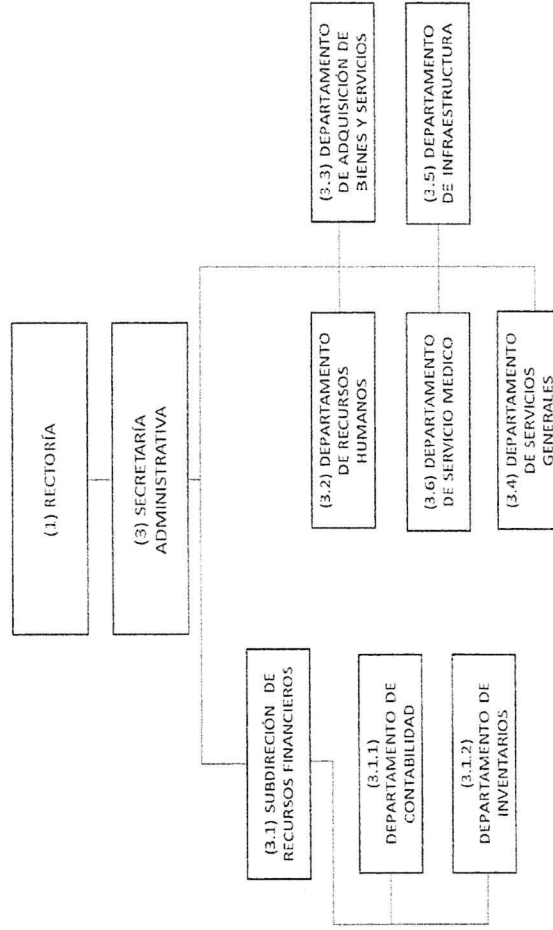 (1) RECTORÍA
(3) SECRETARÍA
ADMINISTRATIVA
(3.1) SUBDIRECIÓN DE
RECURSOS FINANCIEROS
(3.1.1)
DEPARTAMENTO DE
CONTABILIDAD
(3.1.2)
DEPARTAMENTO DE
INVENTARIOS
(3.2) DEPARTAMENTO
DE RECURSOS
HUMANOS
(3.3) DEPARTAMENTO
DE ADQUISICIÓN DE
BIENES Y SERVICIOS
(3.6) DEPARTAMENTO
DE SERVICIO MEDICO
(3.5) DEPARTAMENTO
DE INFRAESTRUCTURA
(3.4) DEPARTAMENTO
DE SERVICIOS
GENERALES